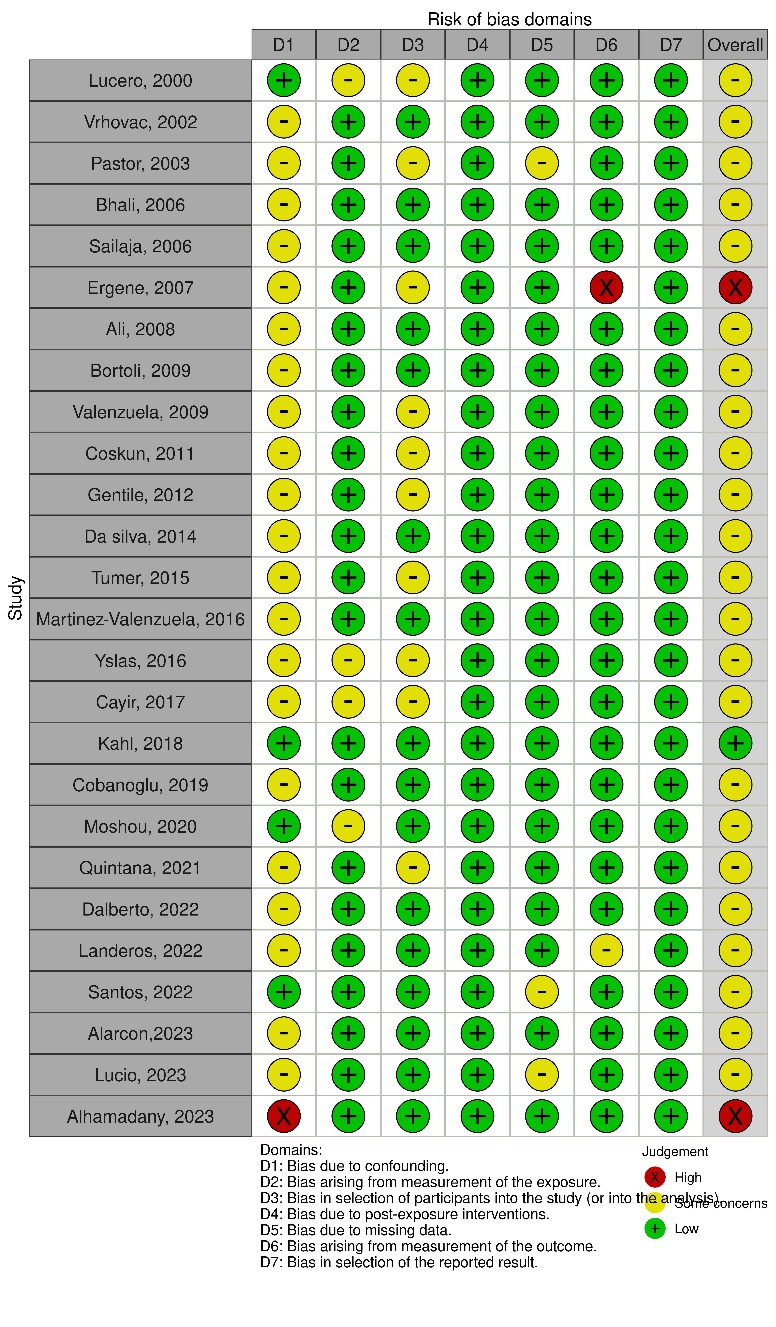 Risk of bias domains
D1 D2 D3 D4 D5 D6 D7 Overall
Lucero, 2000 + - - + + + + -
Vrhovac, 2002 - + + + + + + -
Pastor, 2003 - + - + - + + -
Bhali, 2006 - + + + + + + -
Sailaja, 2006 - + + + + + + -
Ergene, 2007 - + - + + X + X
Ali, 2008 - + + + + + + -
Bortoli, 2009 - + + + + + + -
Valenzuela, 2009 - + - + + + + -
Coskun, 2011 - + - + + + + -
Gentile, 2012 - + - + + + + -
Da silva, 2014 - + + + + + + -
Tumer, 2015 - + - + + + + -
Martinez-Valenzuela, 2016 - + + + + + + -
Yslas, 2016 - - - + + + + -
Cayir, 2017 - - - + + + + -
Kahl, 2018 + + + + + + + +
Cobanoglu, 2019 - + + + + + + -
Moshou, 2020 + - + + + + + -
Quintana, 2021 - + - + + + + -
Dalberto, 2022 - + + + + + + -
Landeros, 2022 - + + + + - + -
Santos, 2022 + + + + - + + -
Alarcon,2023 - + + + + + + -
Lucio, 2023 - + + + - + + -
Alhamadany, 2023 X + + + + + + X
Study
Domains:
D1: Bias due to confounding.
D2: Bias arising from measurement of the exposure.
D3: Bias in selection of participants into the study (or into the analysis).
D4: Bias due to post-exposure interventions.
D5: Bias due to missing data.
D6: Bias arising from measurement of the outcome.
D7: Bias in selection of the reported result.
Judgement
X High
- Some concerns
+ Low